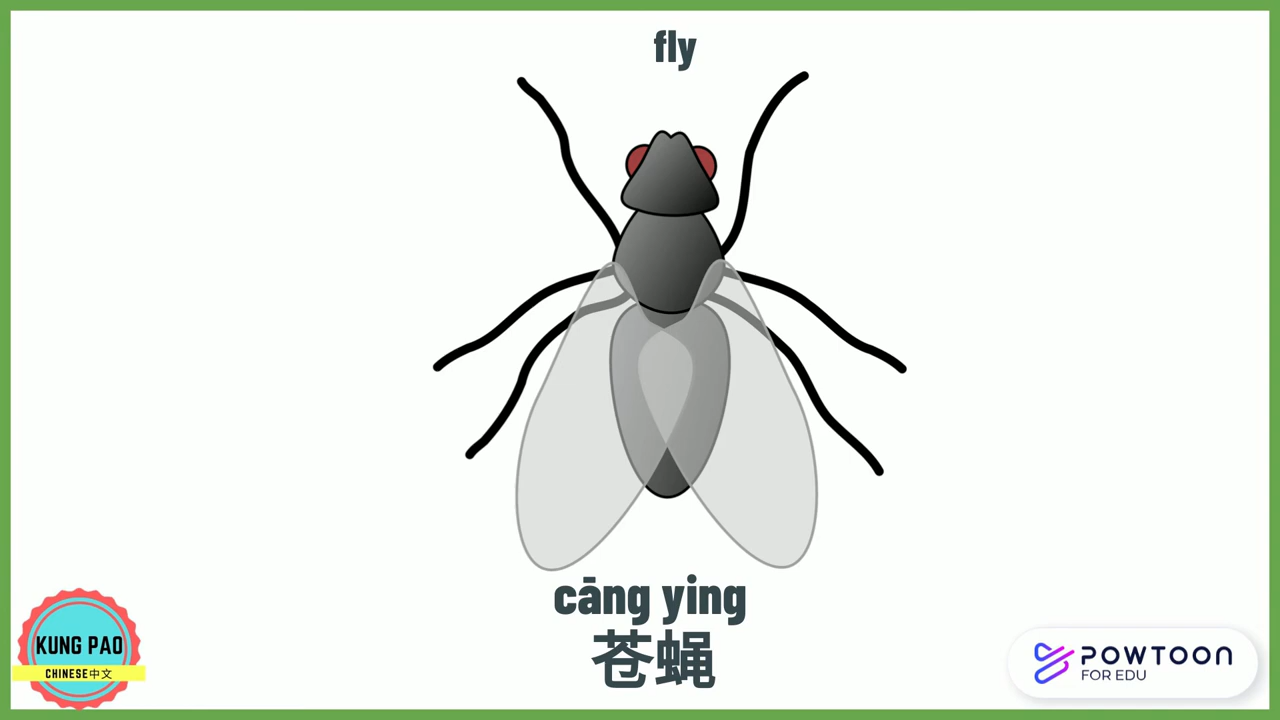 fly
cāng ying
苍蝇
KUNG PAO
CHINESE中文
POWTOON
FOR EDU